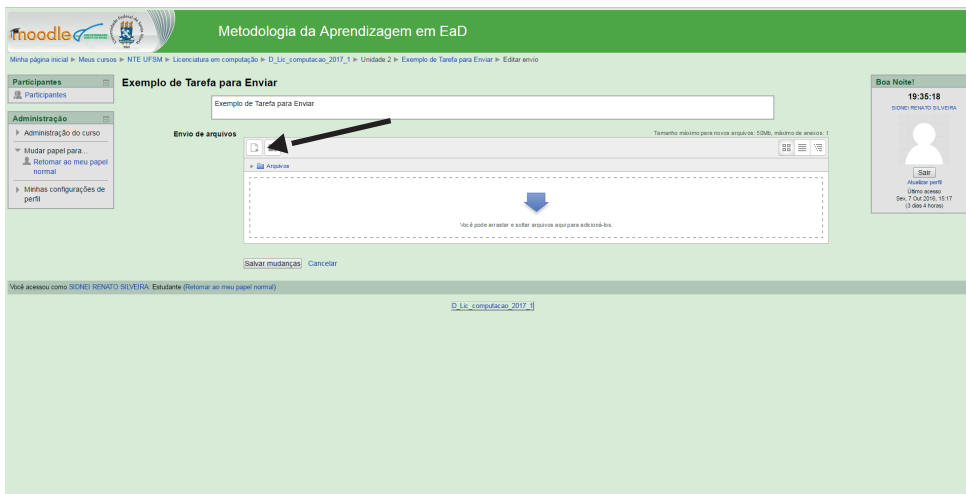 moodle
Metodologia da Aprendizagem em EaD
Minha página inicial ► Meus cursos ► NTE UFSM ► Licenciatura em computação ► D_Lic_computacao_2017_1 ► Unidade 2 ► Exemplo de Tarefa para Enviar ► Editar envio
Participantes
Participantes
Administração
Administração do curso
Mudar papel para...
Retornar ao meu papel
normal
Minhas configurações de
perfil
Exemplo de Tarefa para Enviar
Exemplo de Tarefa para Enviar
Envio de arquivos
Tamanho máximo para novos arquivos: 50Mb, máximo de anexos: 1
Arquivos
Você pode arrastar e soltar arquivos aqui para adicioná-los.
Salvar mudanças Cancelar
Boa Noite!
19:35:18
SIDNEI RENATO SILVEIRA
Sair
Atualizar perfil
Último acesso
Sex, 7 Out 2016, 15:17
(3 dias 4 horas)
Você acessou como SIDNEI RENATO SILVEIRA: Estudante (Retornar ao meu papel normal)
D_Lic_computacao_2017_1